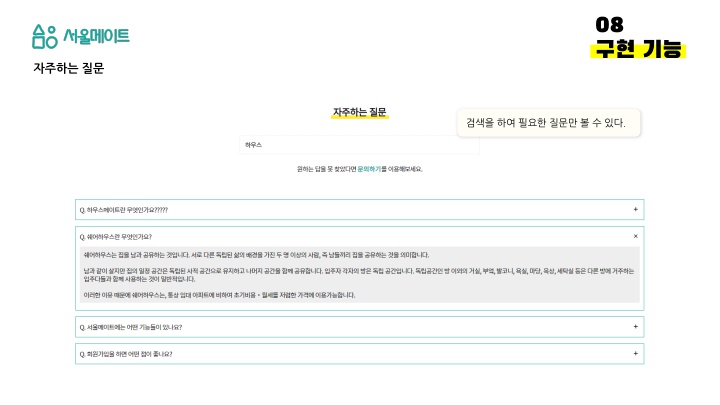 서울메이트
08
구현 기능
자주하는 질문
자주하는 질문
검색을 하여 필요한 질문만 볼 수 있다.
하우스
원하는 답을 못 찾았다면 문의하기를 이용해보세요.
Q. 하우스메이트란 무엇인가요????? +
Q. 쉐어하우스란 무엇인가요? ×
쉐어하우스는 집을 남과 공유하는 것입니다. 서로 다른 독립된 삶의 배경을 가진 두 명 이상의 사람, 즉 남들끼리 집을 공유하는 것을 의미합니다.
남과 같이 살지만 집의 일정 공간은 독립된 사적 공간으로 유지하고 나머지 공간을 함께 공유합니다. 입주자 각자의 방은 독립 공간입니다. 독립공간인 방 이외의 거실, 부엌, 발코니, 욕실, 마당, 옥상, 세탁실 등은 다른 방에 거주하는
입주자들과 함께 사용하는 것이 일반적입니다.
이러한 이유 때문에 쉐어하우스는, 통상 임대 아파트에 비하여 초기비용・월세를 저렴한 가격에 이용가능합니다.
Q. 서울메이트에는 어떤 기능들이 있나요? +
Q. 회원가입을 하면 어떤 점이 좋나요? +